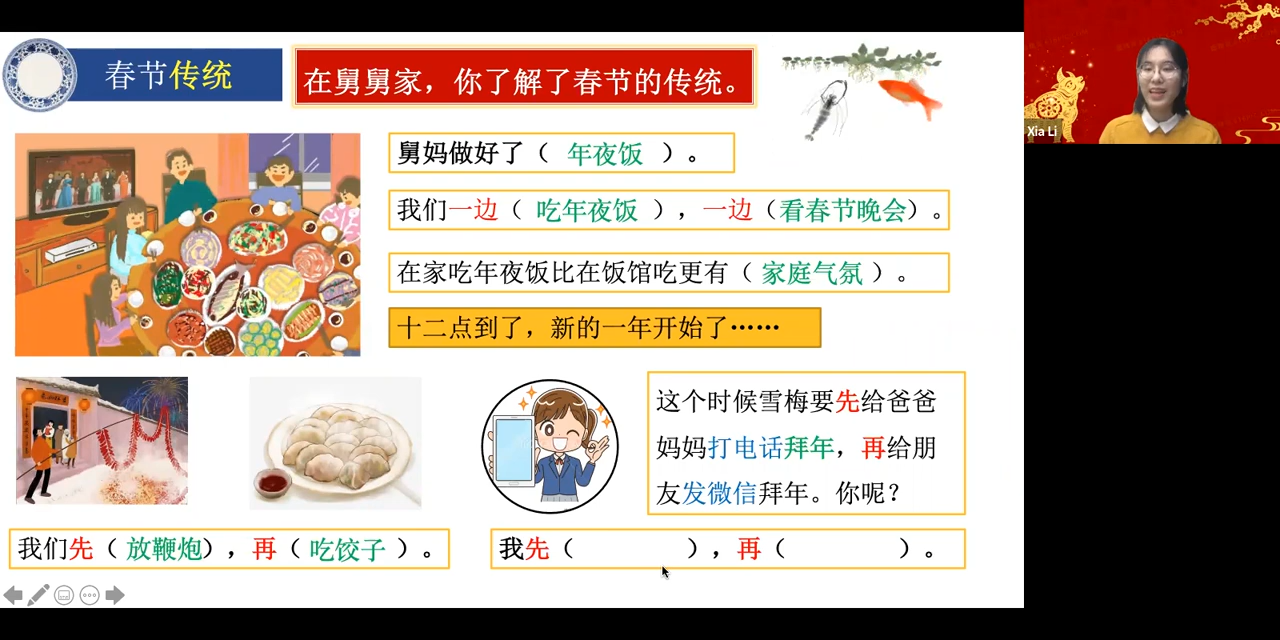 春节传统
在舅舅家，你了解了春节的传统。
Xia Li
舅妈做好了（ 年夜饭 ）。
我们一边（ 吃年夜饭 ），一边（看春节晚会）。
在家吃年夜饭比在饭馆吃更有（ 家庭气氛 ）。
十二点到了，新的一年开始了……
这个时候雪梅要先给爸爸
妈妈打电话拜年，再给朋
友发微信拜年。你呢？
我们先（ 放鞭炮），再（ 吃饺子 ）。
我先（ ），再（ ）。